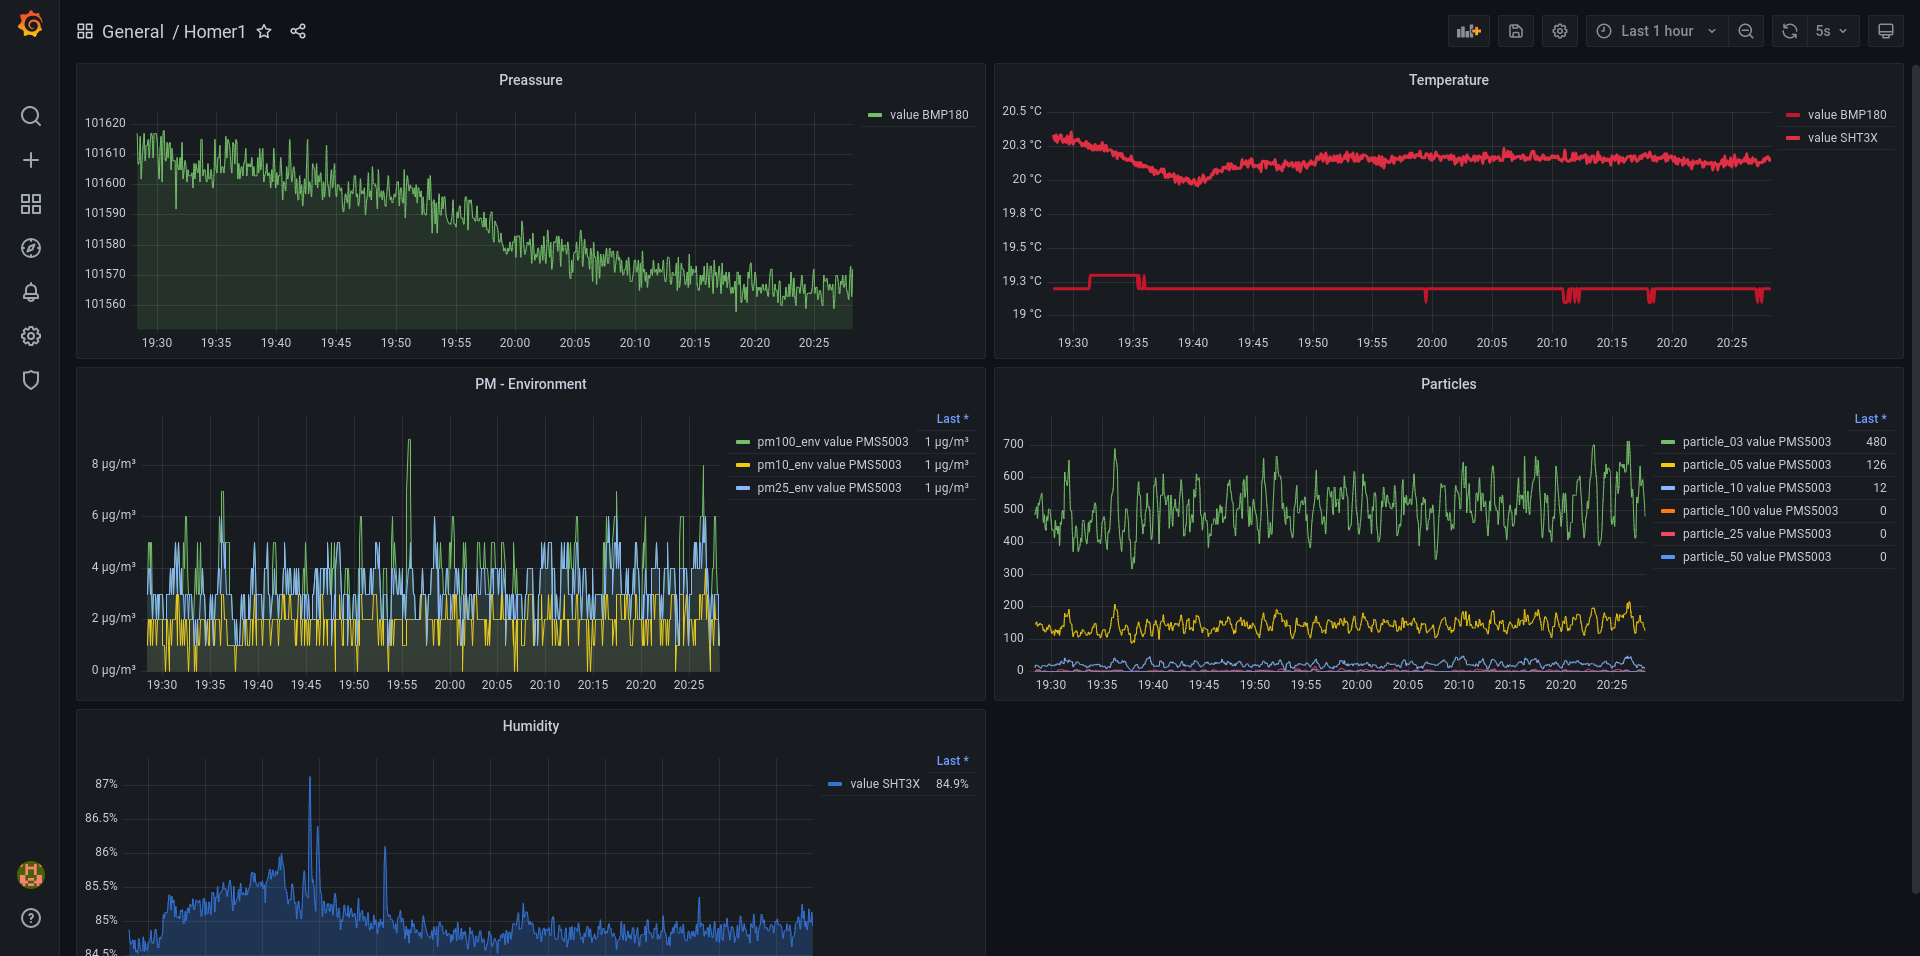 General / Homer1
Last 1 hour
5s
Preassure
101620
101610
101600
101590
101580
101570
101560
19:30 19:35 19:40 19:45 19:50 19:55 20:00 20:05 20:10 20:15 20:20 20:25
value BMP180
Temperature
20.5 °C
20.3 °C
20 °C
19.8 °C
19.5 °C
19.3 °C
19 °C
19:30 19:35 19:40 19:45 19:50 19:55 20:00 20:05 20:10 20:15 20:20 20:25
value BMP180
value SHT3X
PM - Environment
8 µg/m³
6 µg/m³
4 µg/m³
2 µg/m³
0 µg/m³
19:30 19:35 19:40 19:45 19:50 19:55 20:00 20:05 20:10 20:15 20:20 20:25
Last *
pm100_env value PMS5003 1 µg/m³
pm10_env value PMS5003 1 µg/m³
pm25_env value PMS5003 1 µg/m³
Particles
700
600
500
400
300
200
100
0
19:30 19:35 19:40 19:45 19:50 19:55 20:00 20:05 20:10 20:15 20:20 20:25
Last *
particle_03 value PMS5003 480
particle_05 value PMS5003 126
particle_10 value PMS5003 12
particle_100 value PMS5003 0
particle_25 value PMS5003 0
particle_50 value PMS5003 0
Humidity
87%
86.5%
86%
85.5%
85%
84.5%
Last *
value SHT3X 84.9%